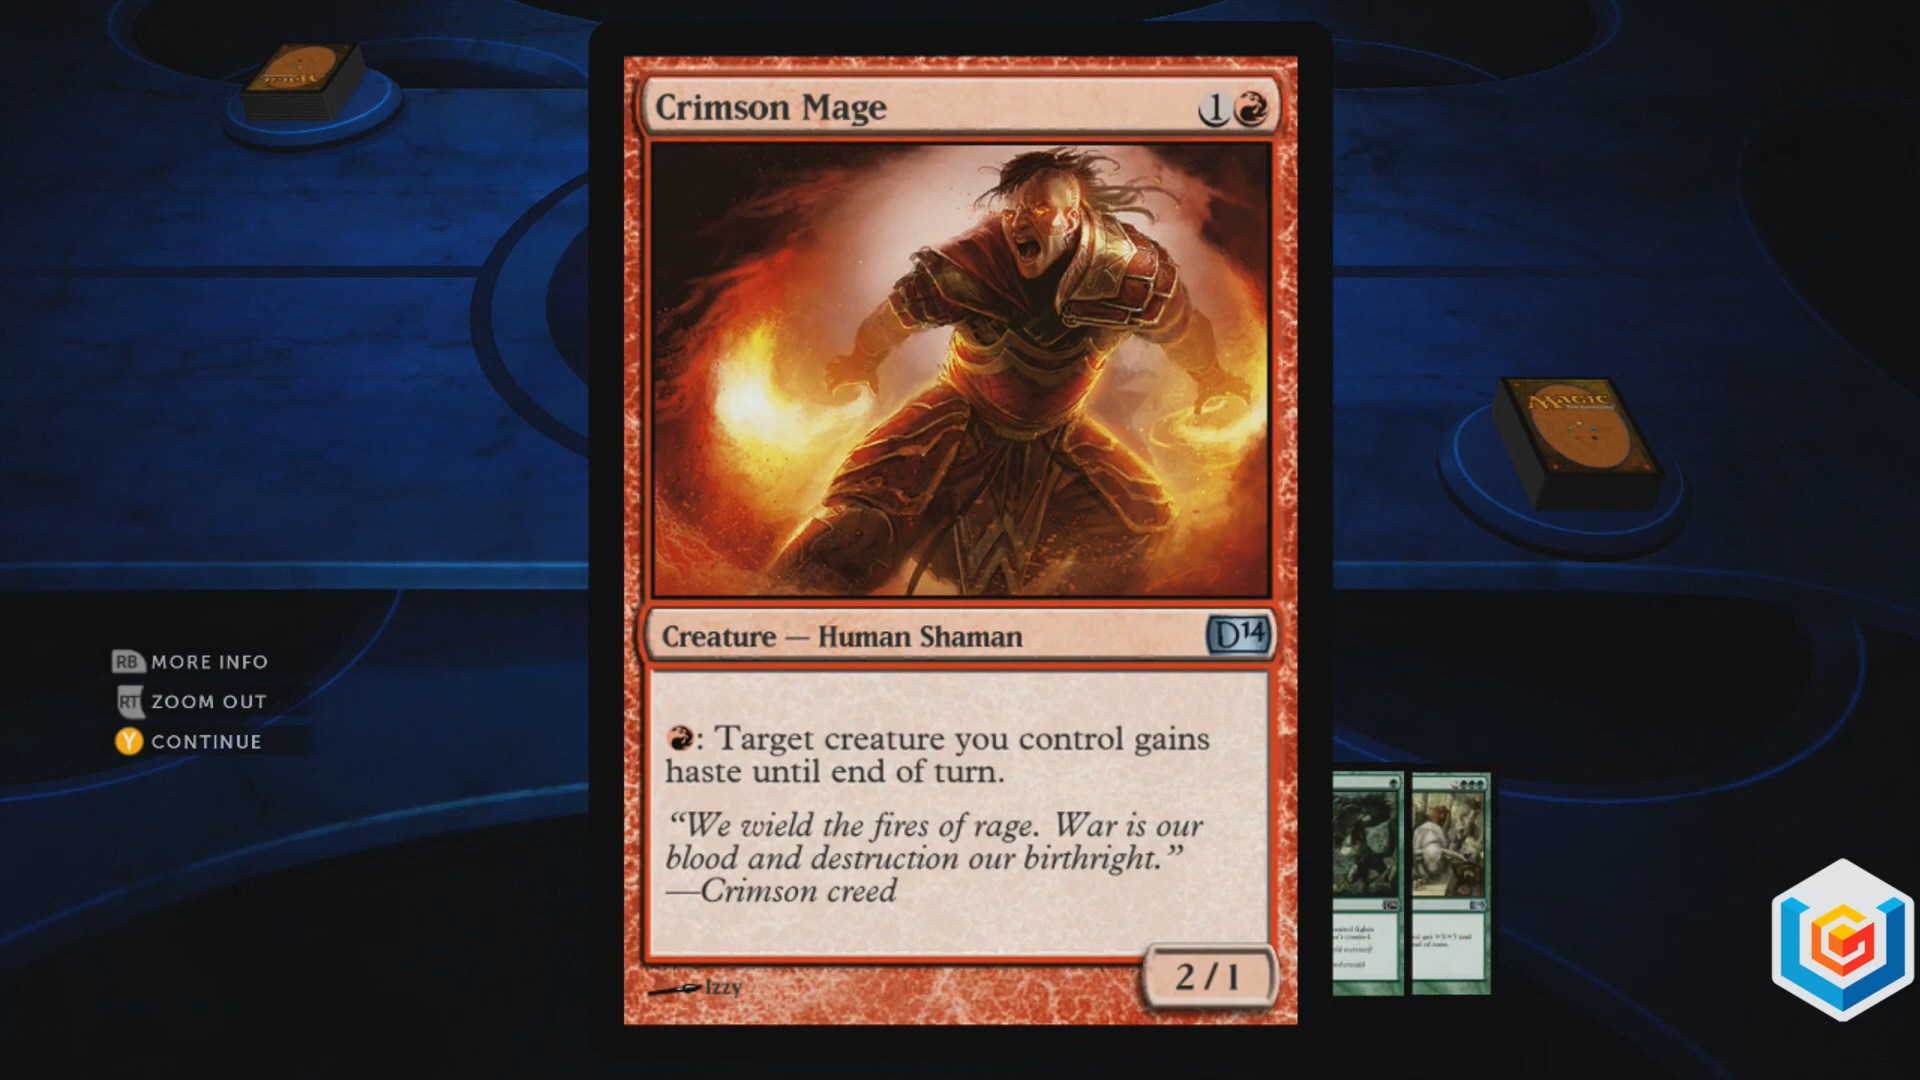 Crimson Mage
1
Creature — Human Shaman
D14
: Target creature you control gains
haste until end of turn.
“We wield the fires of rage. War is our
blood and destruction our birthright.”
—Crimson creed
Izzy
2/1
RB MORE INFO
RT ZOOM OUT
Y CONTINUE
MAGIC